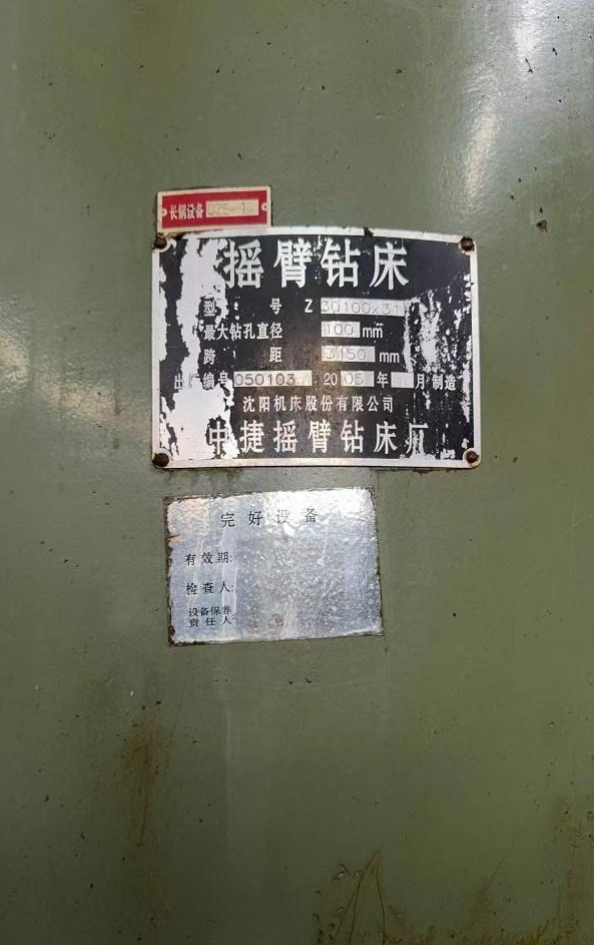 长钢设备
摇臂钻床
型 号 Z 30100×31
最大钻孔直径 100 mm
跨 距 3150 mm
出厂编号 050103 2005 年 月制造
沈阳机床股份有限公司
中捷摇臂钻床厂
完好设备
有效期:
检查人:
设备保养
责任人